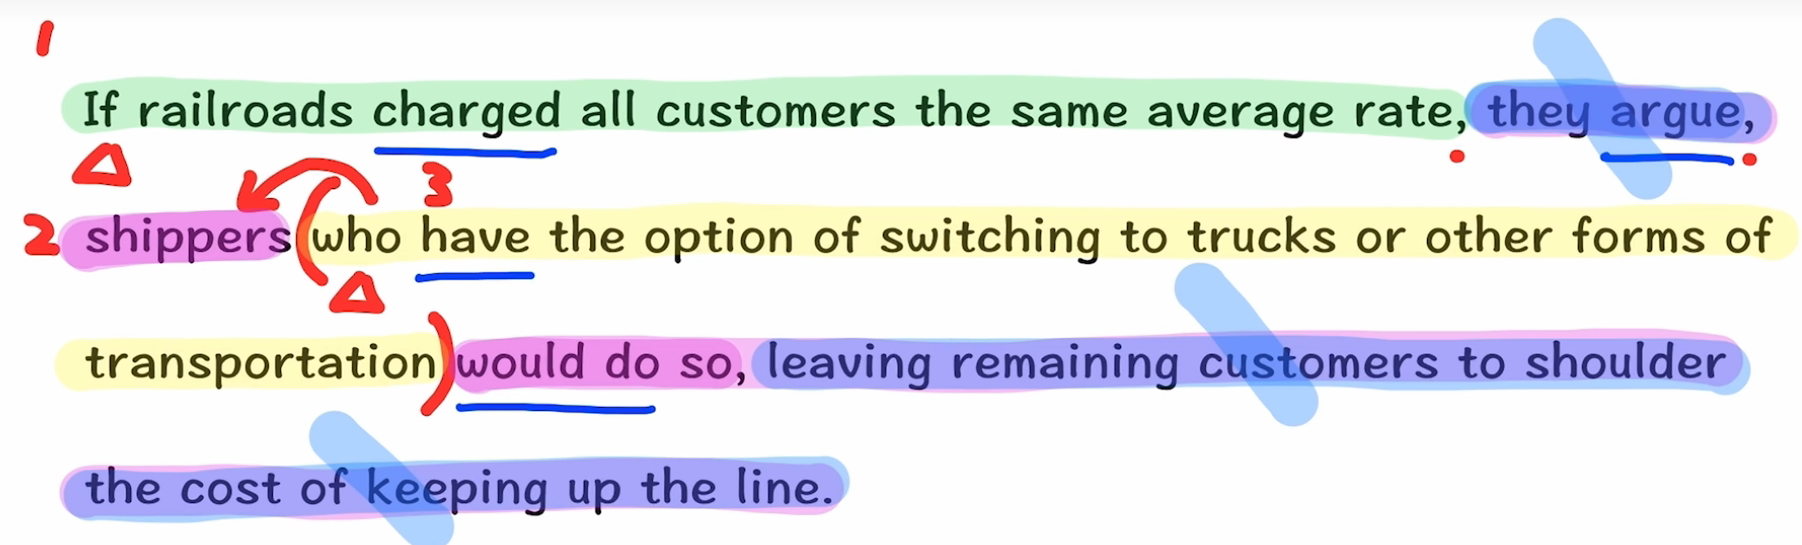 1
If railroads charged all customers the same average rate, they argue,
3
2 shippers (who have the option of switching to trucks or other forms of
transportation) would do so, leaving remaining customers to shoulder
the cost of keeping up the line.